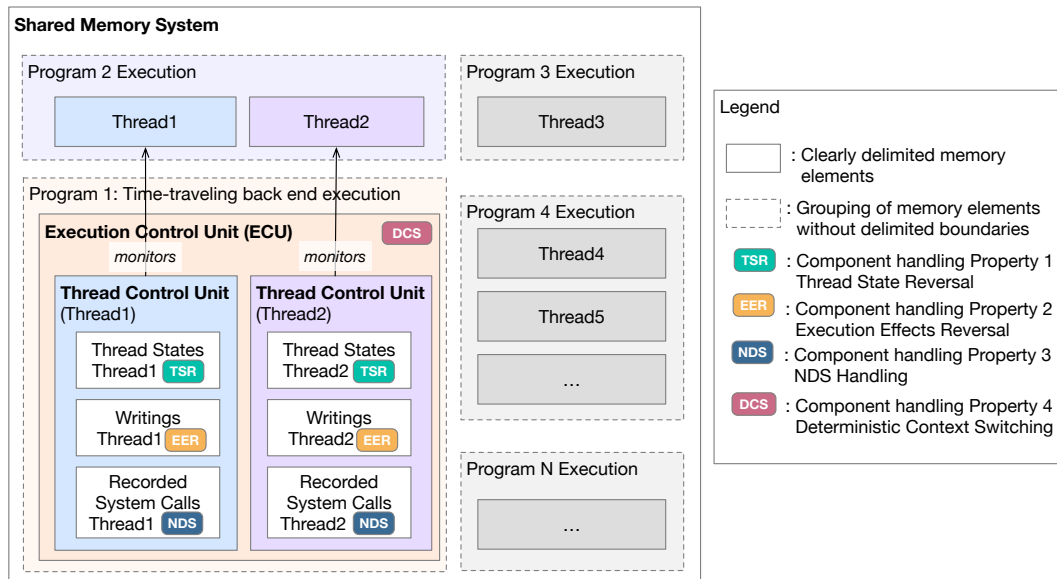 Shared Memory System
Program 2 Execution
Thread1
Thread2
Program 1: Time-traveling back end execution
Execution Control Unit (ECU)
DCS
monitors
monitors
Thread Control Unit
(Thread1)
Thread States
Thread1 TSR
Writings
Thread1 EER
Recorded
System Calls
Thread1 NDS
Thread Control Unit
(Thread2)
Thread States
Thread2 TSR
Writings
Thread2 EER
Recorded
System Calls
Thread2 NDS
Program 3 Execution
Thread3
Program 4 Execution
Thread4
Thread5
...
Program N Execution
...
Legend
: Clearly delimited memory
elements
: Grouping of memory elements
without delimited boundaries
TSR : Component handling Property 1
Thread State Reversal
EER : Component handling Property 2
Execution Effects Reversal
NDS : Component handling Property 3
NDS Handling
DCS : Component handling Property 4
Deterministic Context Switching